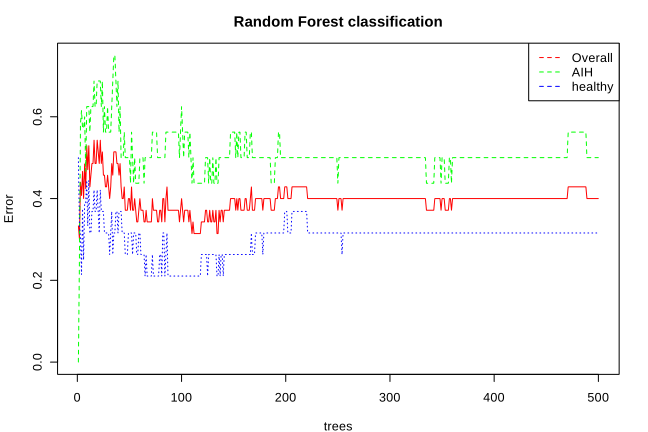 Random Forest classification
Overall
AIH
healthy
Error
0.6
0.4
0.2
0.0
0 100 200 300 400 500
trees